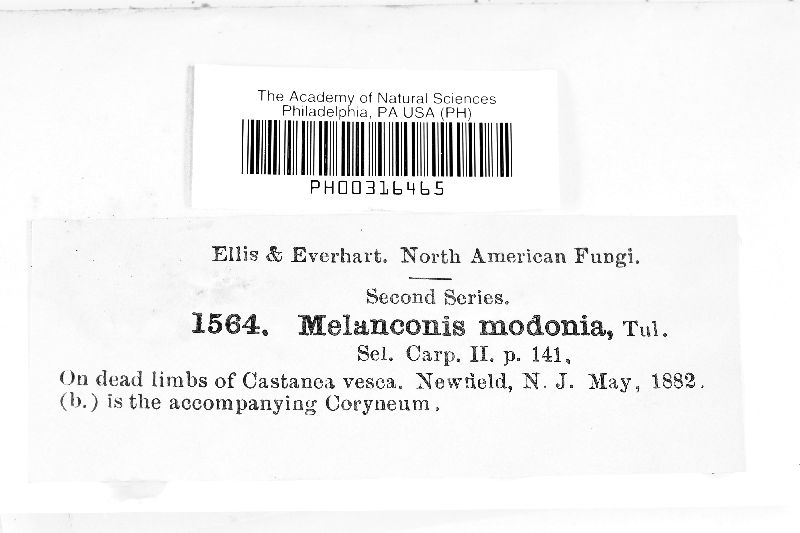 The Academy of Natural Sciences
Philadelphia, PA USA (PH)
PH00316465
Ellis & Everhart. North American Fungi.
Second Series.
1564. Melanconis modonia, Tul.
Sel. Carp. II. p. 141,
On dead limbs of Castanea vesca. Newfield, N. J. May, 1882.
(b.) is the accompanying Coryneum.